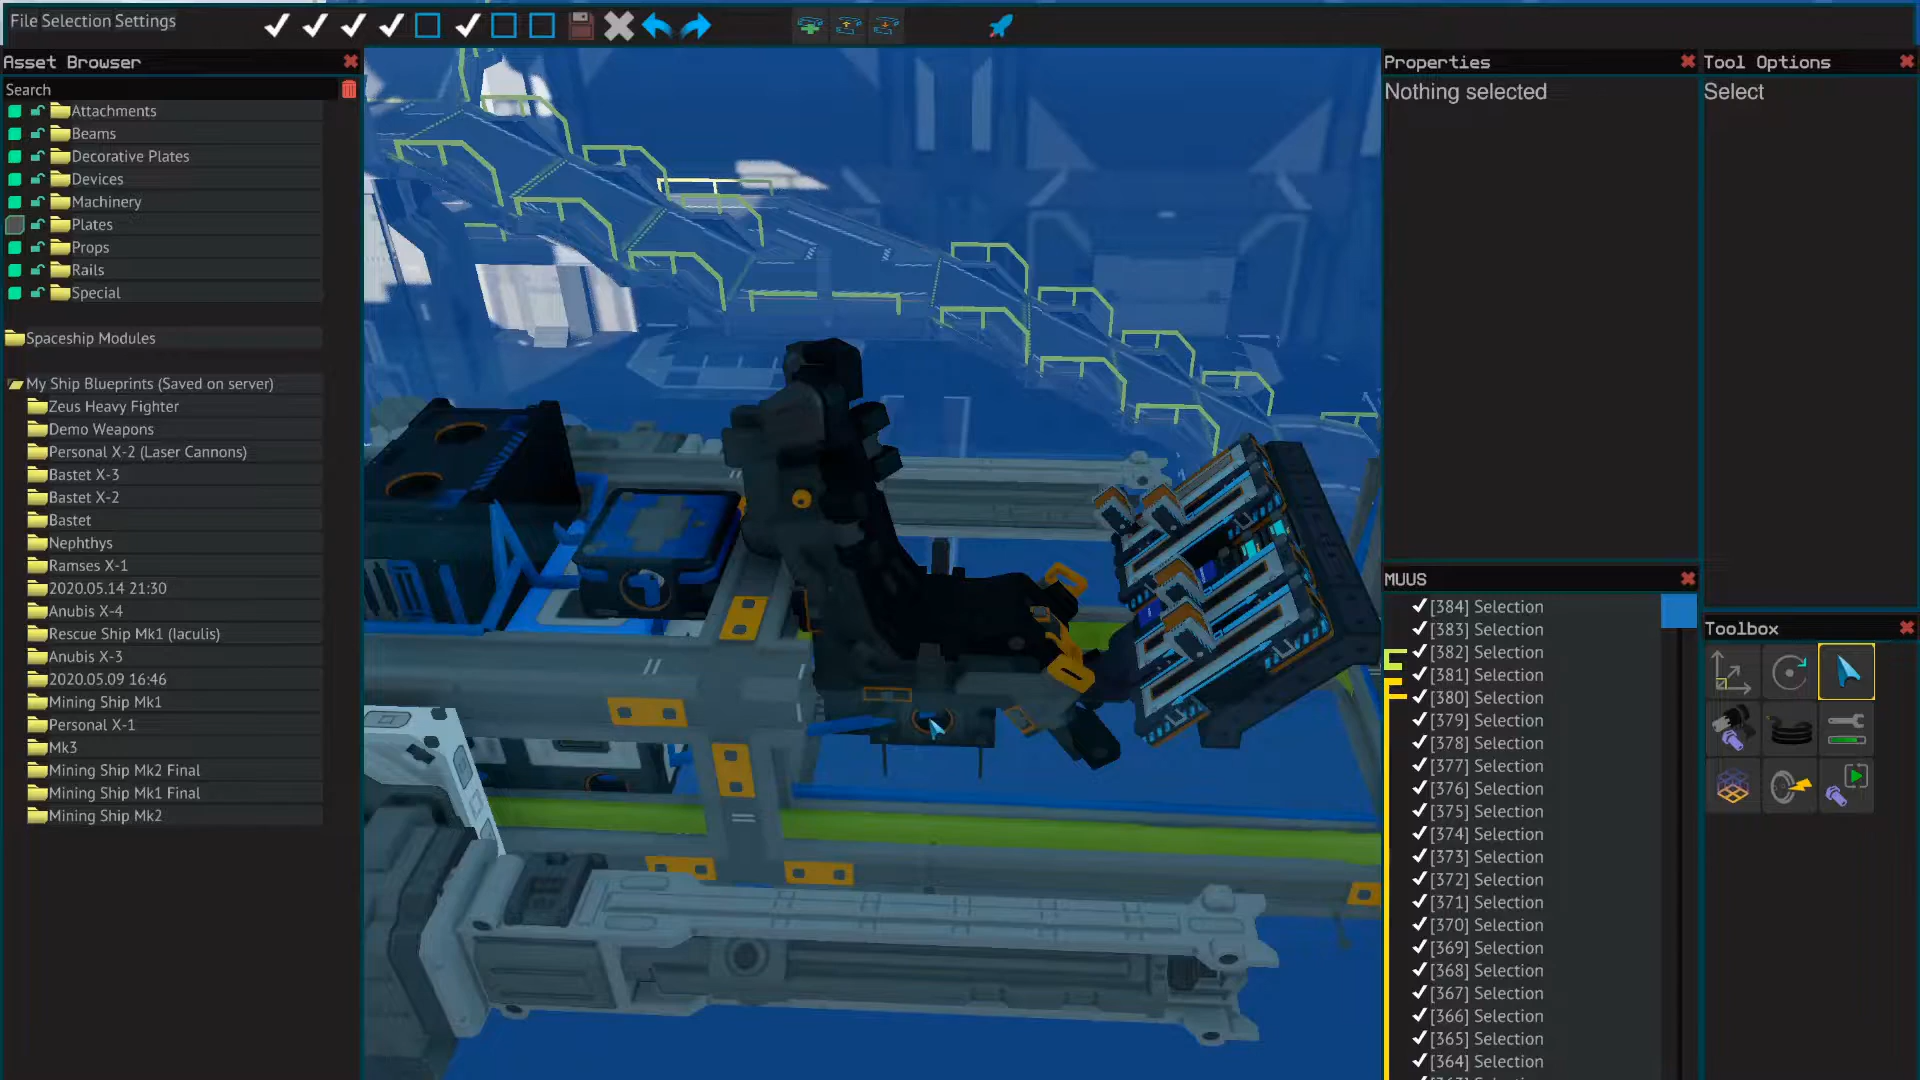 File Selection Settings
Asset Browser
Search
Attachments
Beams
Decorative Plates
Devices
Machinery
Plates
Props
Rails
Special
Spaceship Modules
My Ship Blueprints (Saved on server)
Zeus Heavy Fighter
Demo Weapons
Personal X-2 (Laser Cannons)
Bastet X-3
Bastet X-2
Bastet
Nephthys
Ramses X-1
2020.05.14 21:30
Anubis X-4
Rescue Ship Mk1 (Iaculis)
Anubis X-3
2020.05.09 16:46
Mining Ship Mk1
Personal X-1
Mk3
Mining Ship Mk2 Final
Mining Ship Mk1 Final
Mining Ship Mk2
Properties
Nothing selected
Tool Options
Select
MUUS
[384] Selection
[383] Selection
[382] Selection
[381] Selection
[380] Selection
[379] Selection
[378] Selection
[377] Selection
[376] Selection
[375] Selection
[374] Selection
[373] Selection
[372] Selection
[371] Selection
[370] Selection
[369] Selection
[368] Selection
[367] Selection
[366] Selection
[365] Selection
[364] Selection
Toolbox